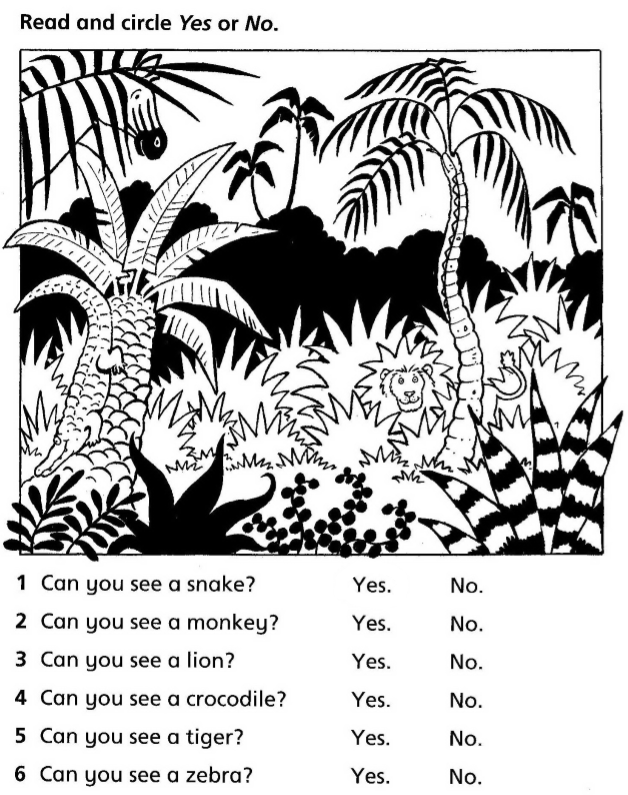 Read and circle Yes or No.
1 Can you see a snake? Yes. No.
2 Can you see a monkey? Yes. No.
3 Can you see a lion? Yes. No.
4 Can you see a crocodile? Yes. No.
5 Can you see a tiger? Yes. No.
6 Can you see a zebra? Yes. No.